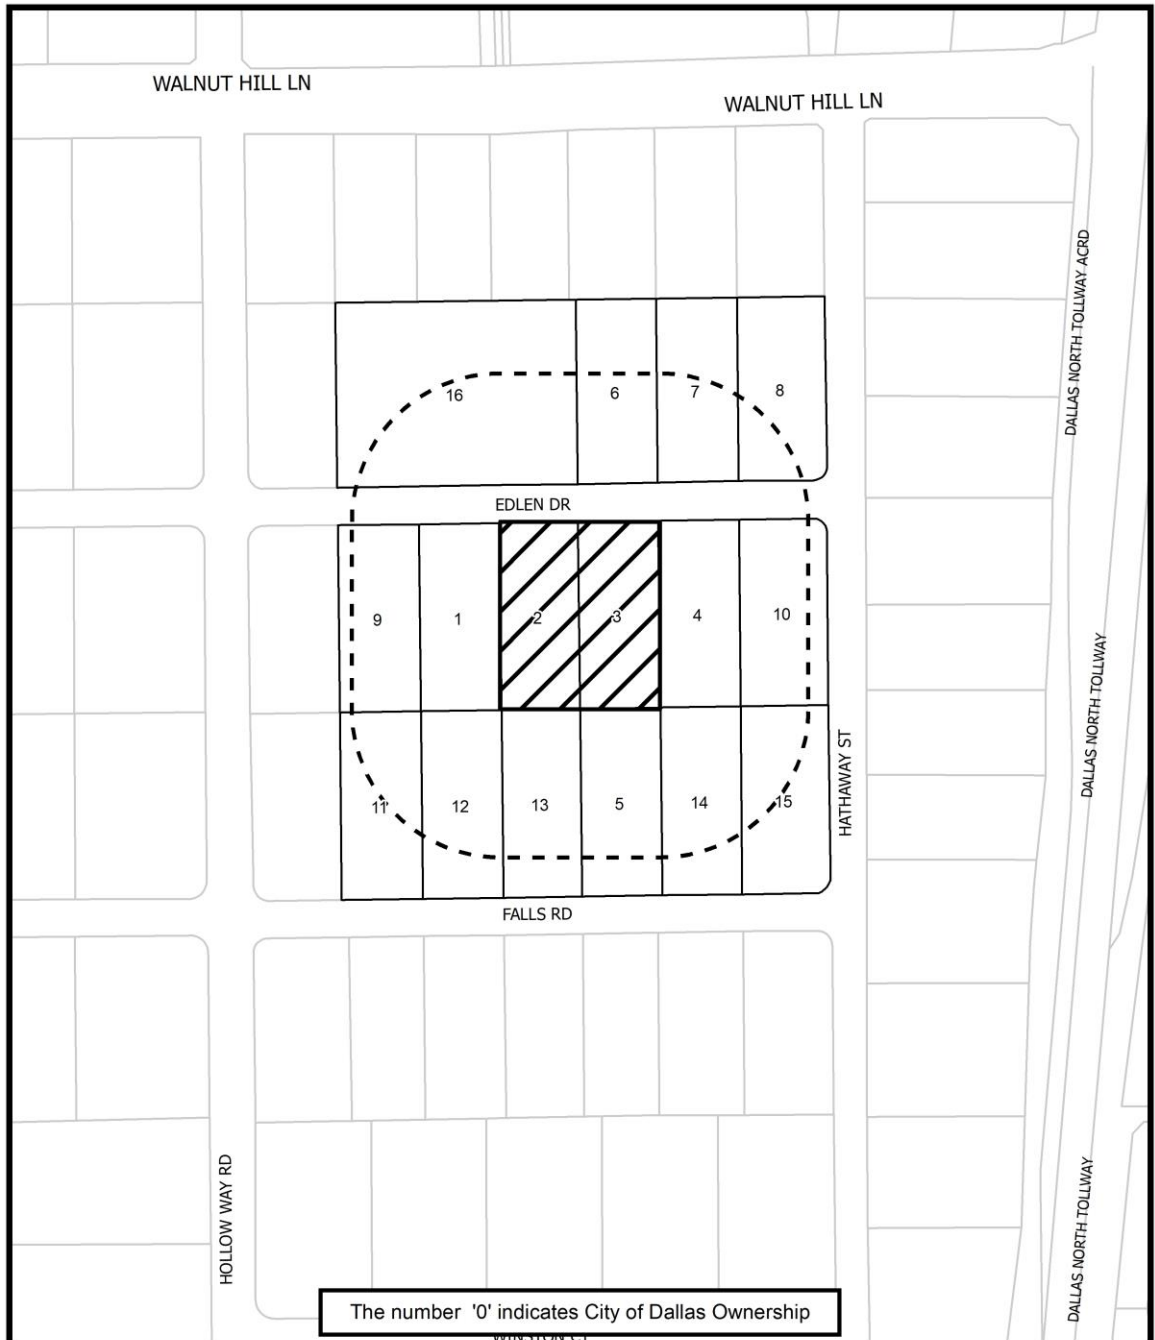 WALNUT HILL LN
WALNUT HILL LN
DALLAS NORTH TOLLWAY ACRD
16
6
7
8
EDLEN DR
9
1
2
3
4
10
DALLAS NORTH TOLLWAY
HATHAWAY ST
11
12
13
5
14
15
FALLS RD
HOLLOW WAY RD
DALLAS NORTH TOLLWAY
The number '0' indicates City of Dallas Ownership
WINSTON CT